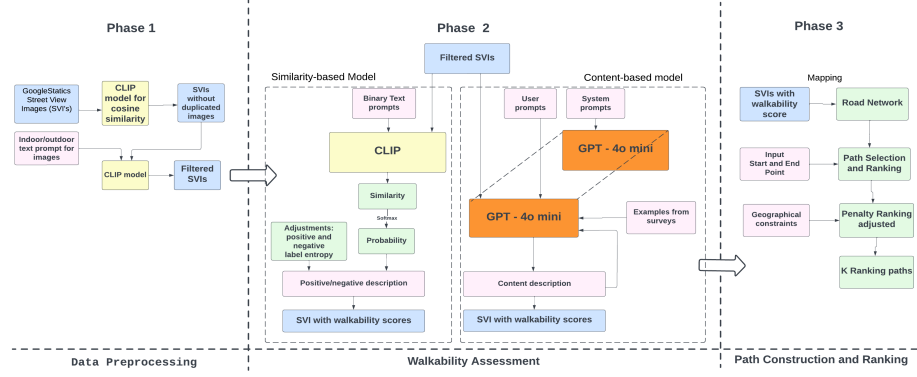 Phase 1
GoogleStatics
Street View
Images (SVI's)
CLIP
model for
cosine
similarity
SVIs
without
duplicated
images
Indoor/outdoor
text prompt for
images
CLIP model
Filtered
SVIs
Data Preprocessing
Phase 2
Filtered SVIs
Similarity-based Model
Content-based model
Binary Text
prompts
CLIP
Similarity
Softmax
Adjustments:
positive and
negative
label entropy
Probability
Positive/negative description
SVI with walkability scores
User
prompts
System
prompts
GPT - 4o mini
GPT - 4o mini
Examples from
surveys
Content description
SVI with walkability scores
Walkability Assessment
Phase 3
Mapping
SVIs with
walkability
score
Road Network
Input
Start and End
Point
Path Selection
and Ranking
Geographical
constraints
Penalty Ranking
adjusted
K Ranking paths
Path Construction and Ranking